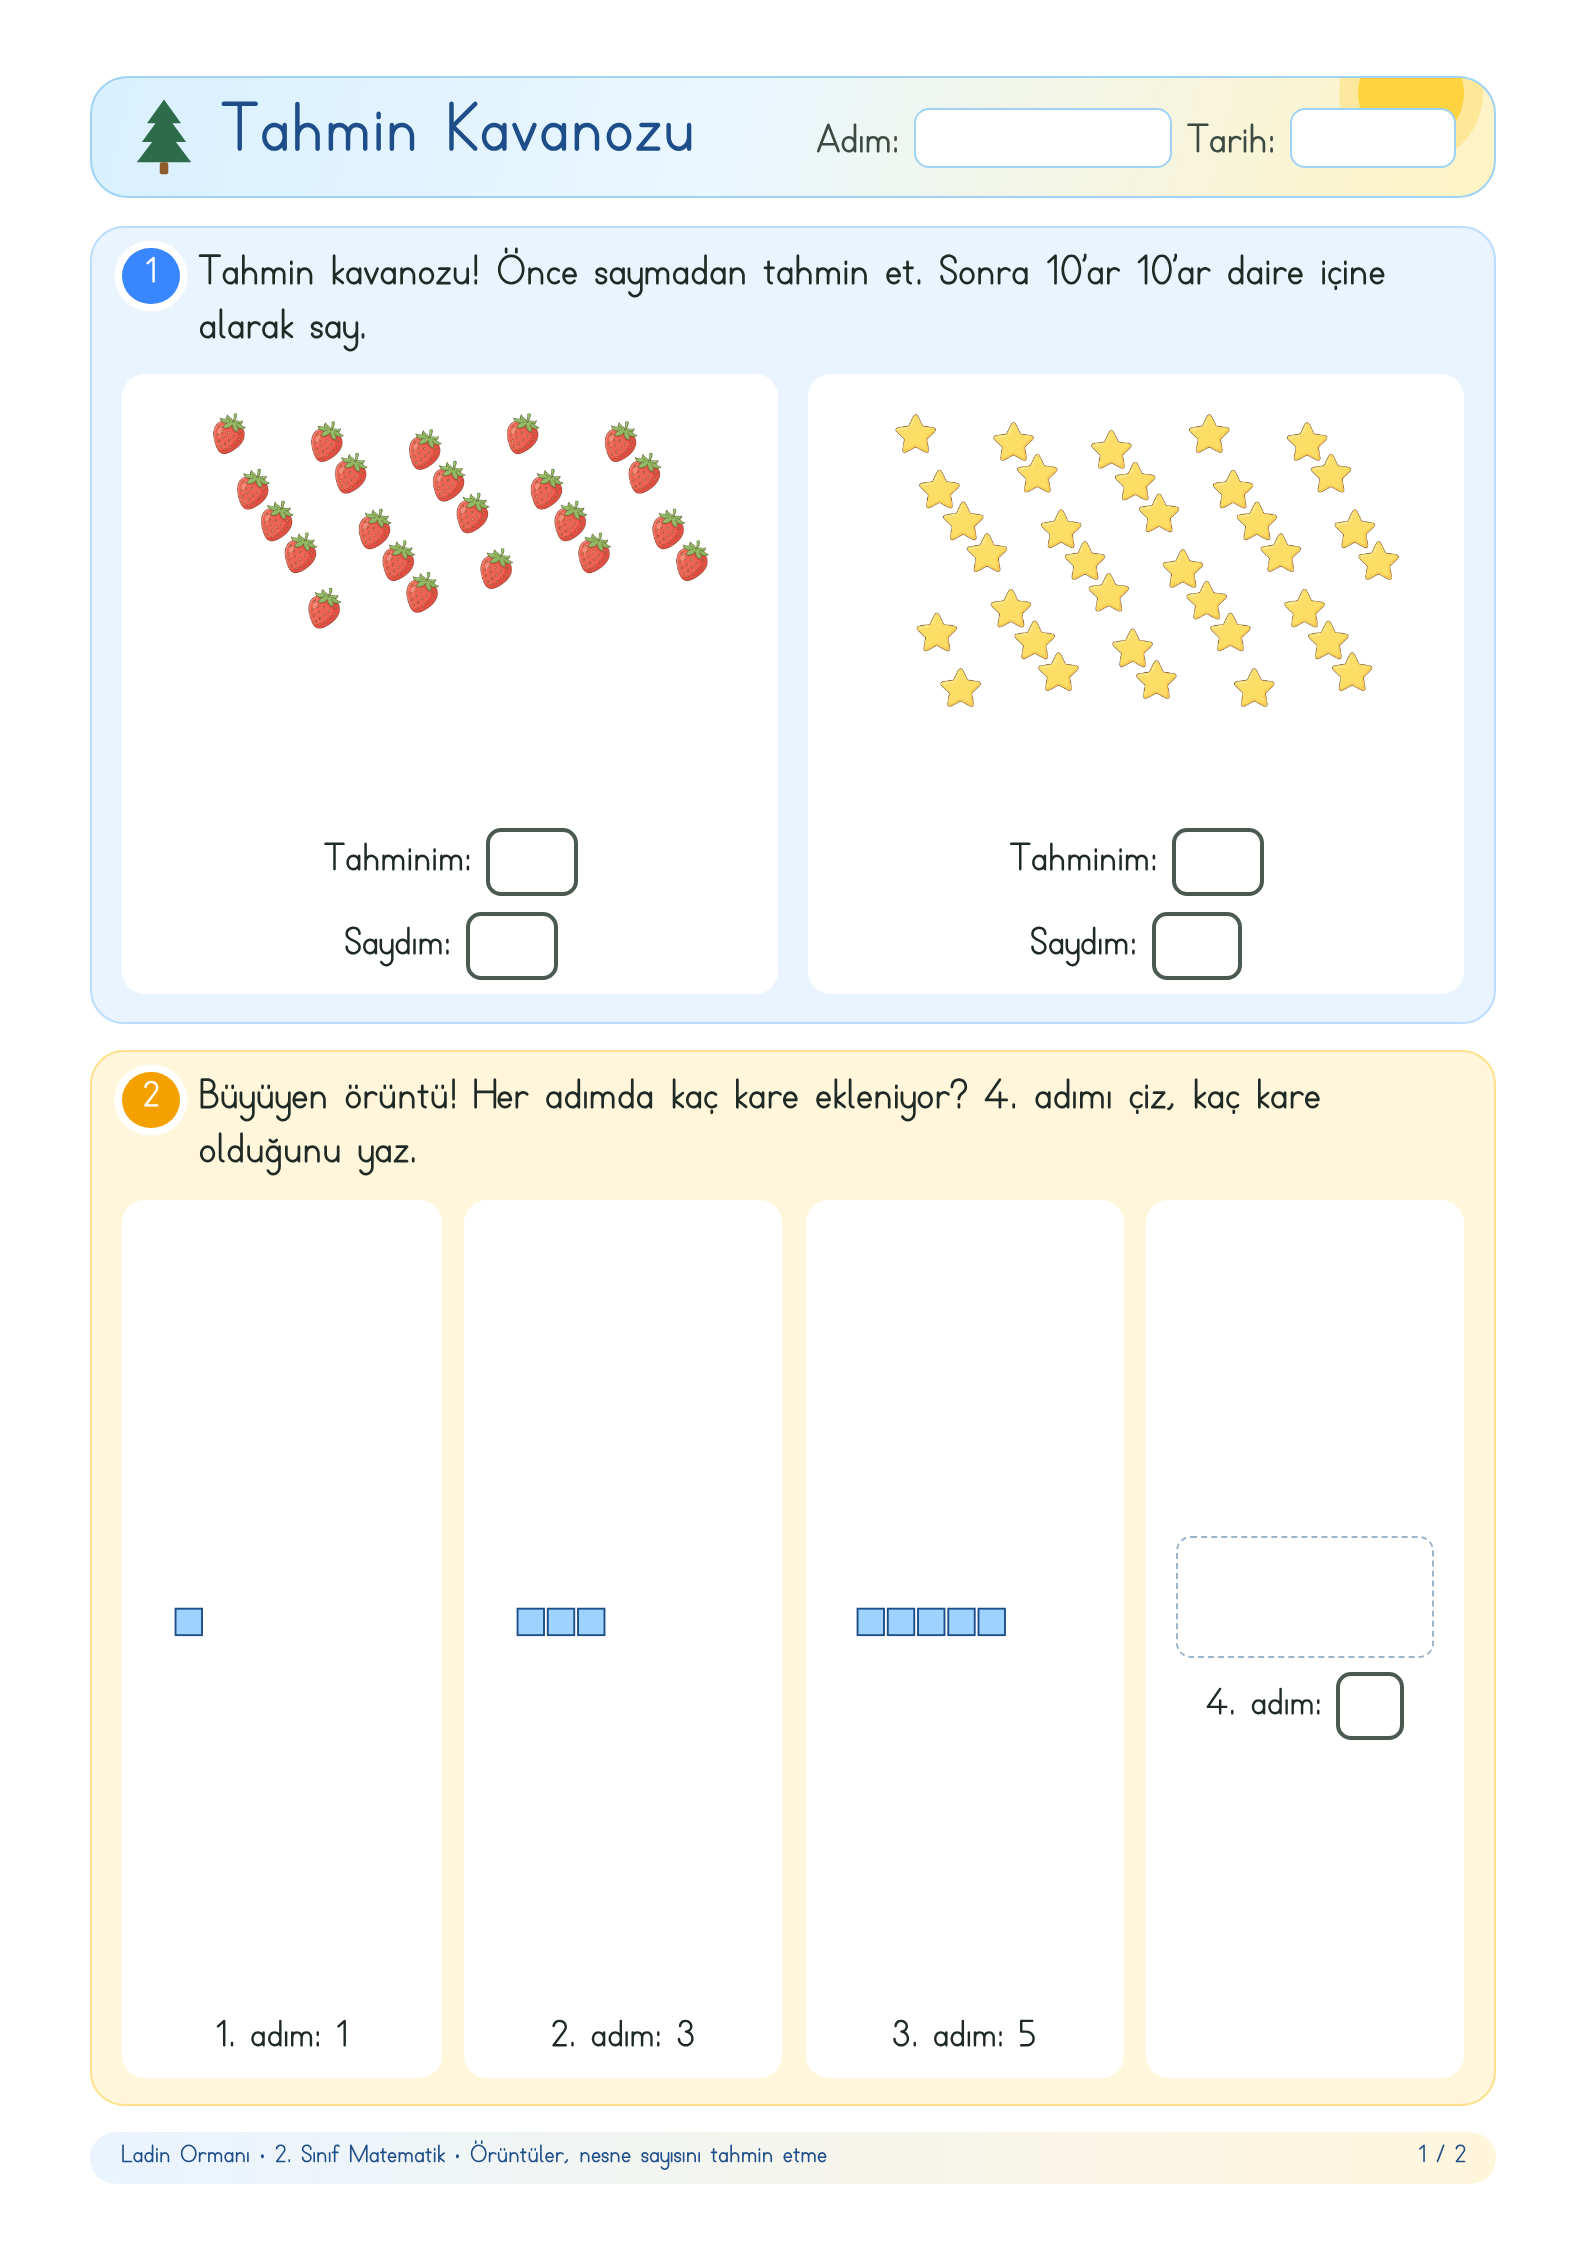 Tahmin Kavanozu
Adım:
Tarih:
1
Tahmin kavanozu! Önce saymadan tahmin et. Sonra 10'ar 10'ar daire içine
alarak say.
Tahminim:
Saydım:
Tahminim:
Saydım:
2
Büyüyen örüntü! Her adımda kaç kare ekleniyor? 4. adımı çiz, kaç kare
olduğunu yaz.
1. adım: 1
2. adım: 3
3. adım: 5
4. adım:
Ladin Ormanı • 2. Sınıf Matematik • Örüntüler, nesne sayısını tahmin etme
1 / 2